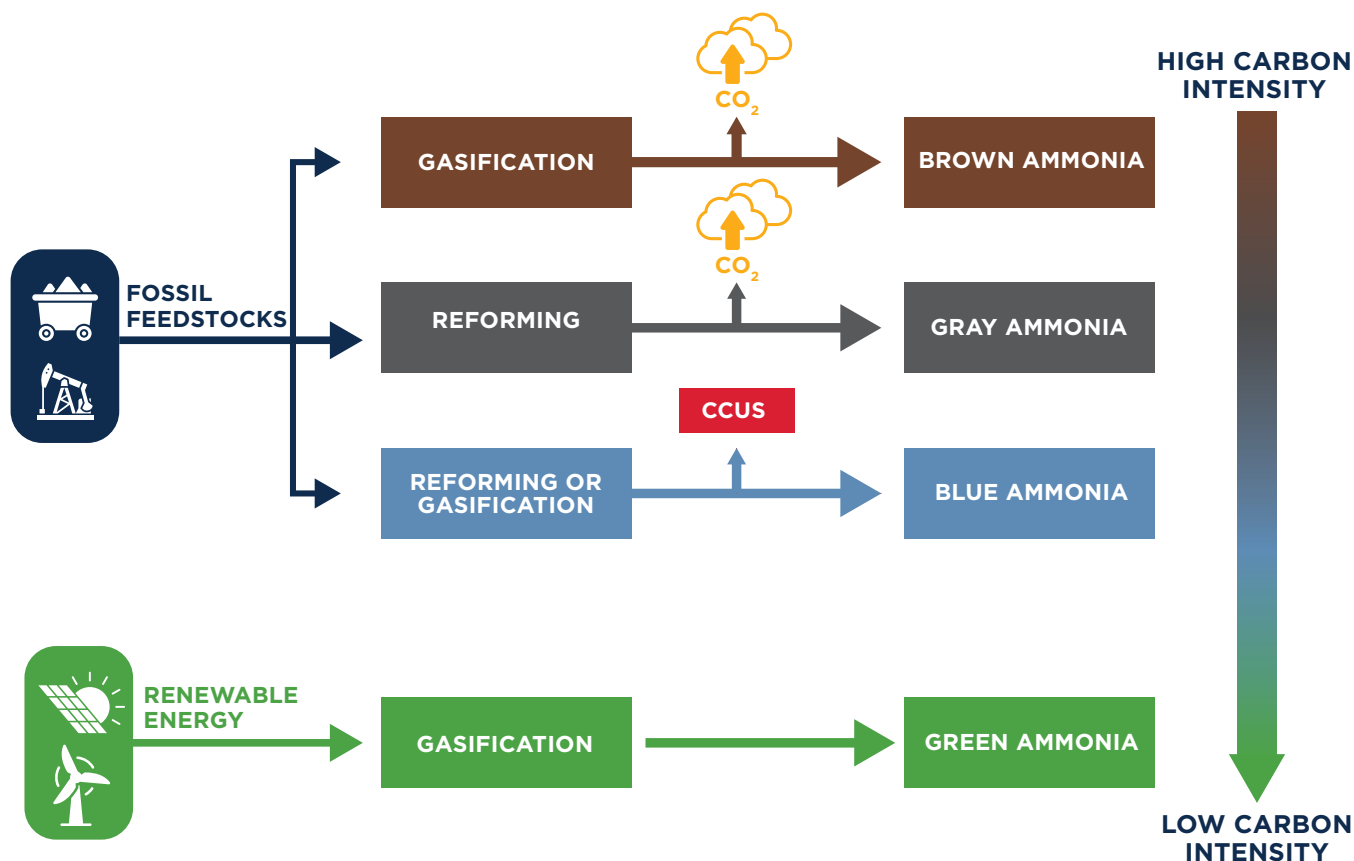 HIGH CARBON
INTENSITY
CO₂
GASIFICATION
BROWN AMMONIA
CO₂
FOSSIL
FEEDSTOCKS
REFORMING
GRAY AMMONIA
CCUS
REFORMING OR
GASIFICATION
BLUE AMMONIA
RENEWABLE
ENERGY
GASIFICATION
GREEN AMMONIA
LOW CARBON
INTENSITY